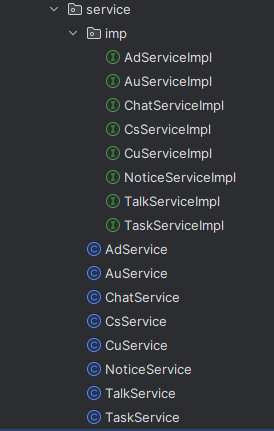 service
imp
AdServiceImpl
AuServiceImpl
ChatServiceImpl
CsServiceImpl
CuServiceImpl
NoticeServiceImpl
TalkServiceImpl
TaskServiceImpl
AdService
AuService
ChatService
CsService
CuService
NoticeService
TalkService
TaskService